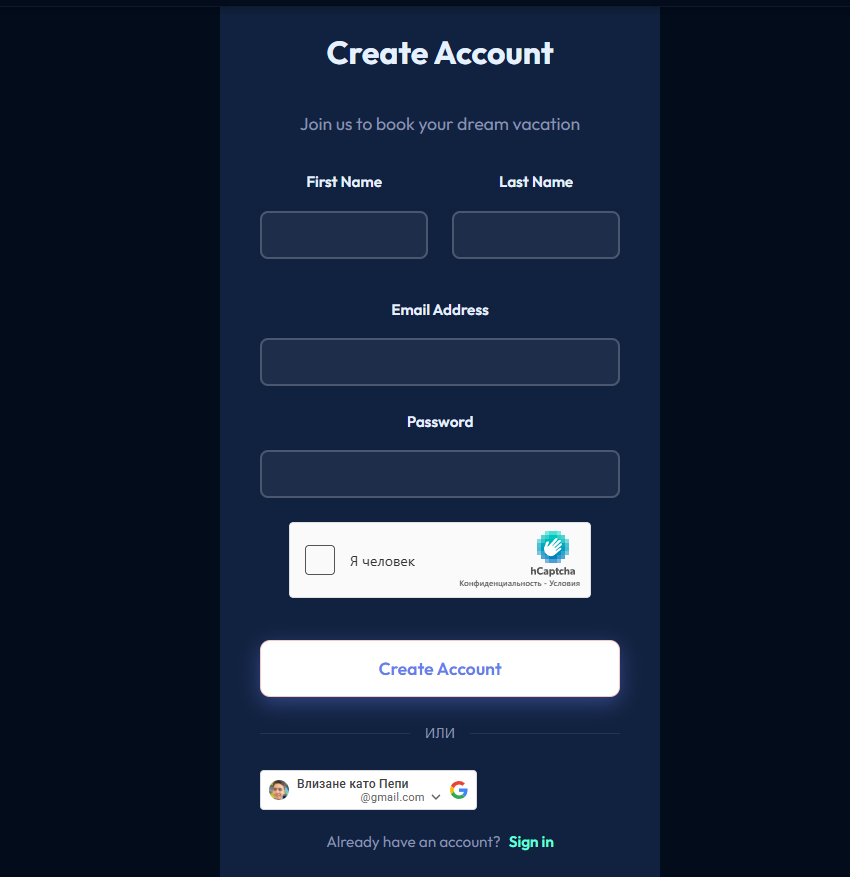 Create Account
Join us to book your dream vacation
First Name
Last Name
Email Address
Password
Я человек
hCaptcha
Конфиденциальность - Условия
Create Account
ИЛИ
Влизане като Пепи
@gmail.com
Already have an account? Sign in